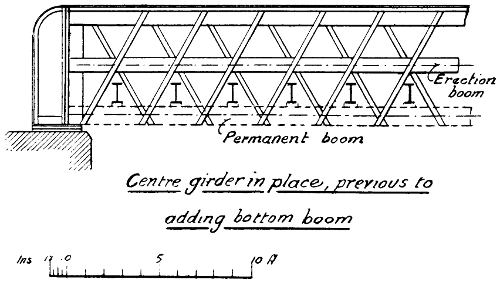 Erection
boom
Permanent boom
Centre girder in place, previous to
adding bottom boom
Ins 12 0 5 10 ft